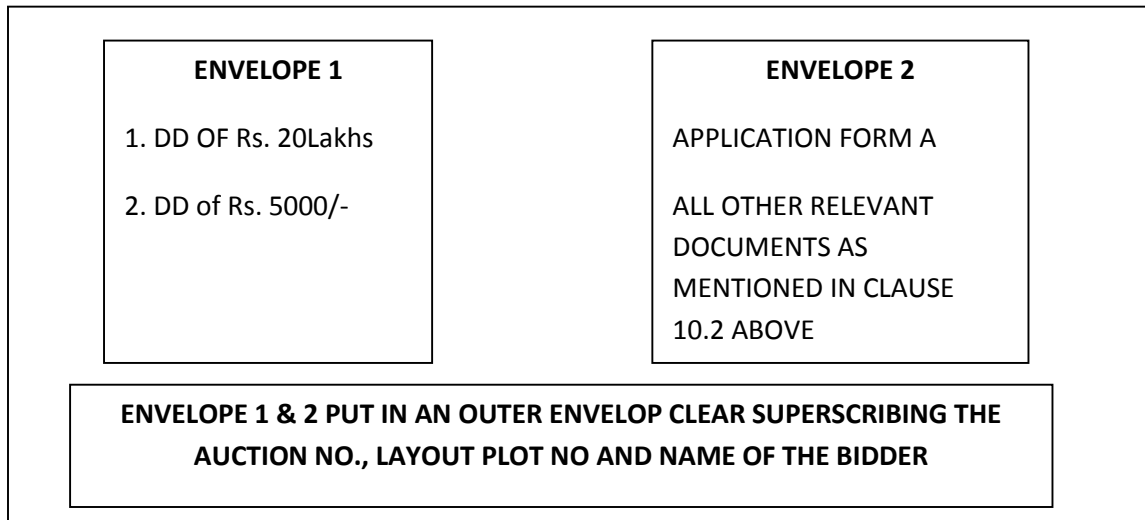 ENVELOPE 1
1. DD OF Rs. 20Lakhs
2. DD of Rs. 5000/-
ENVELOPE 2
APPLICATION FORM A
ALL OTHER RELEVANT
DOCUMENTS AS
MENTIONED IN CLAUSE
10.2 ABOVE
ENVELOPE 1 & 2 PUT IN AN OUTER ENVELOP CLEAR SUPERSCRIBING THE
AUCTION NO., LAYOUT PLOT NO AND NAME OF THE BIDDER